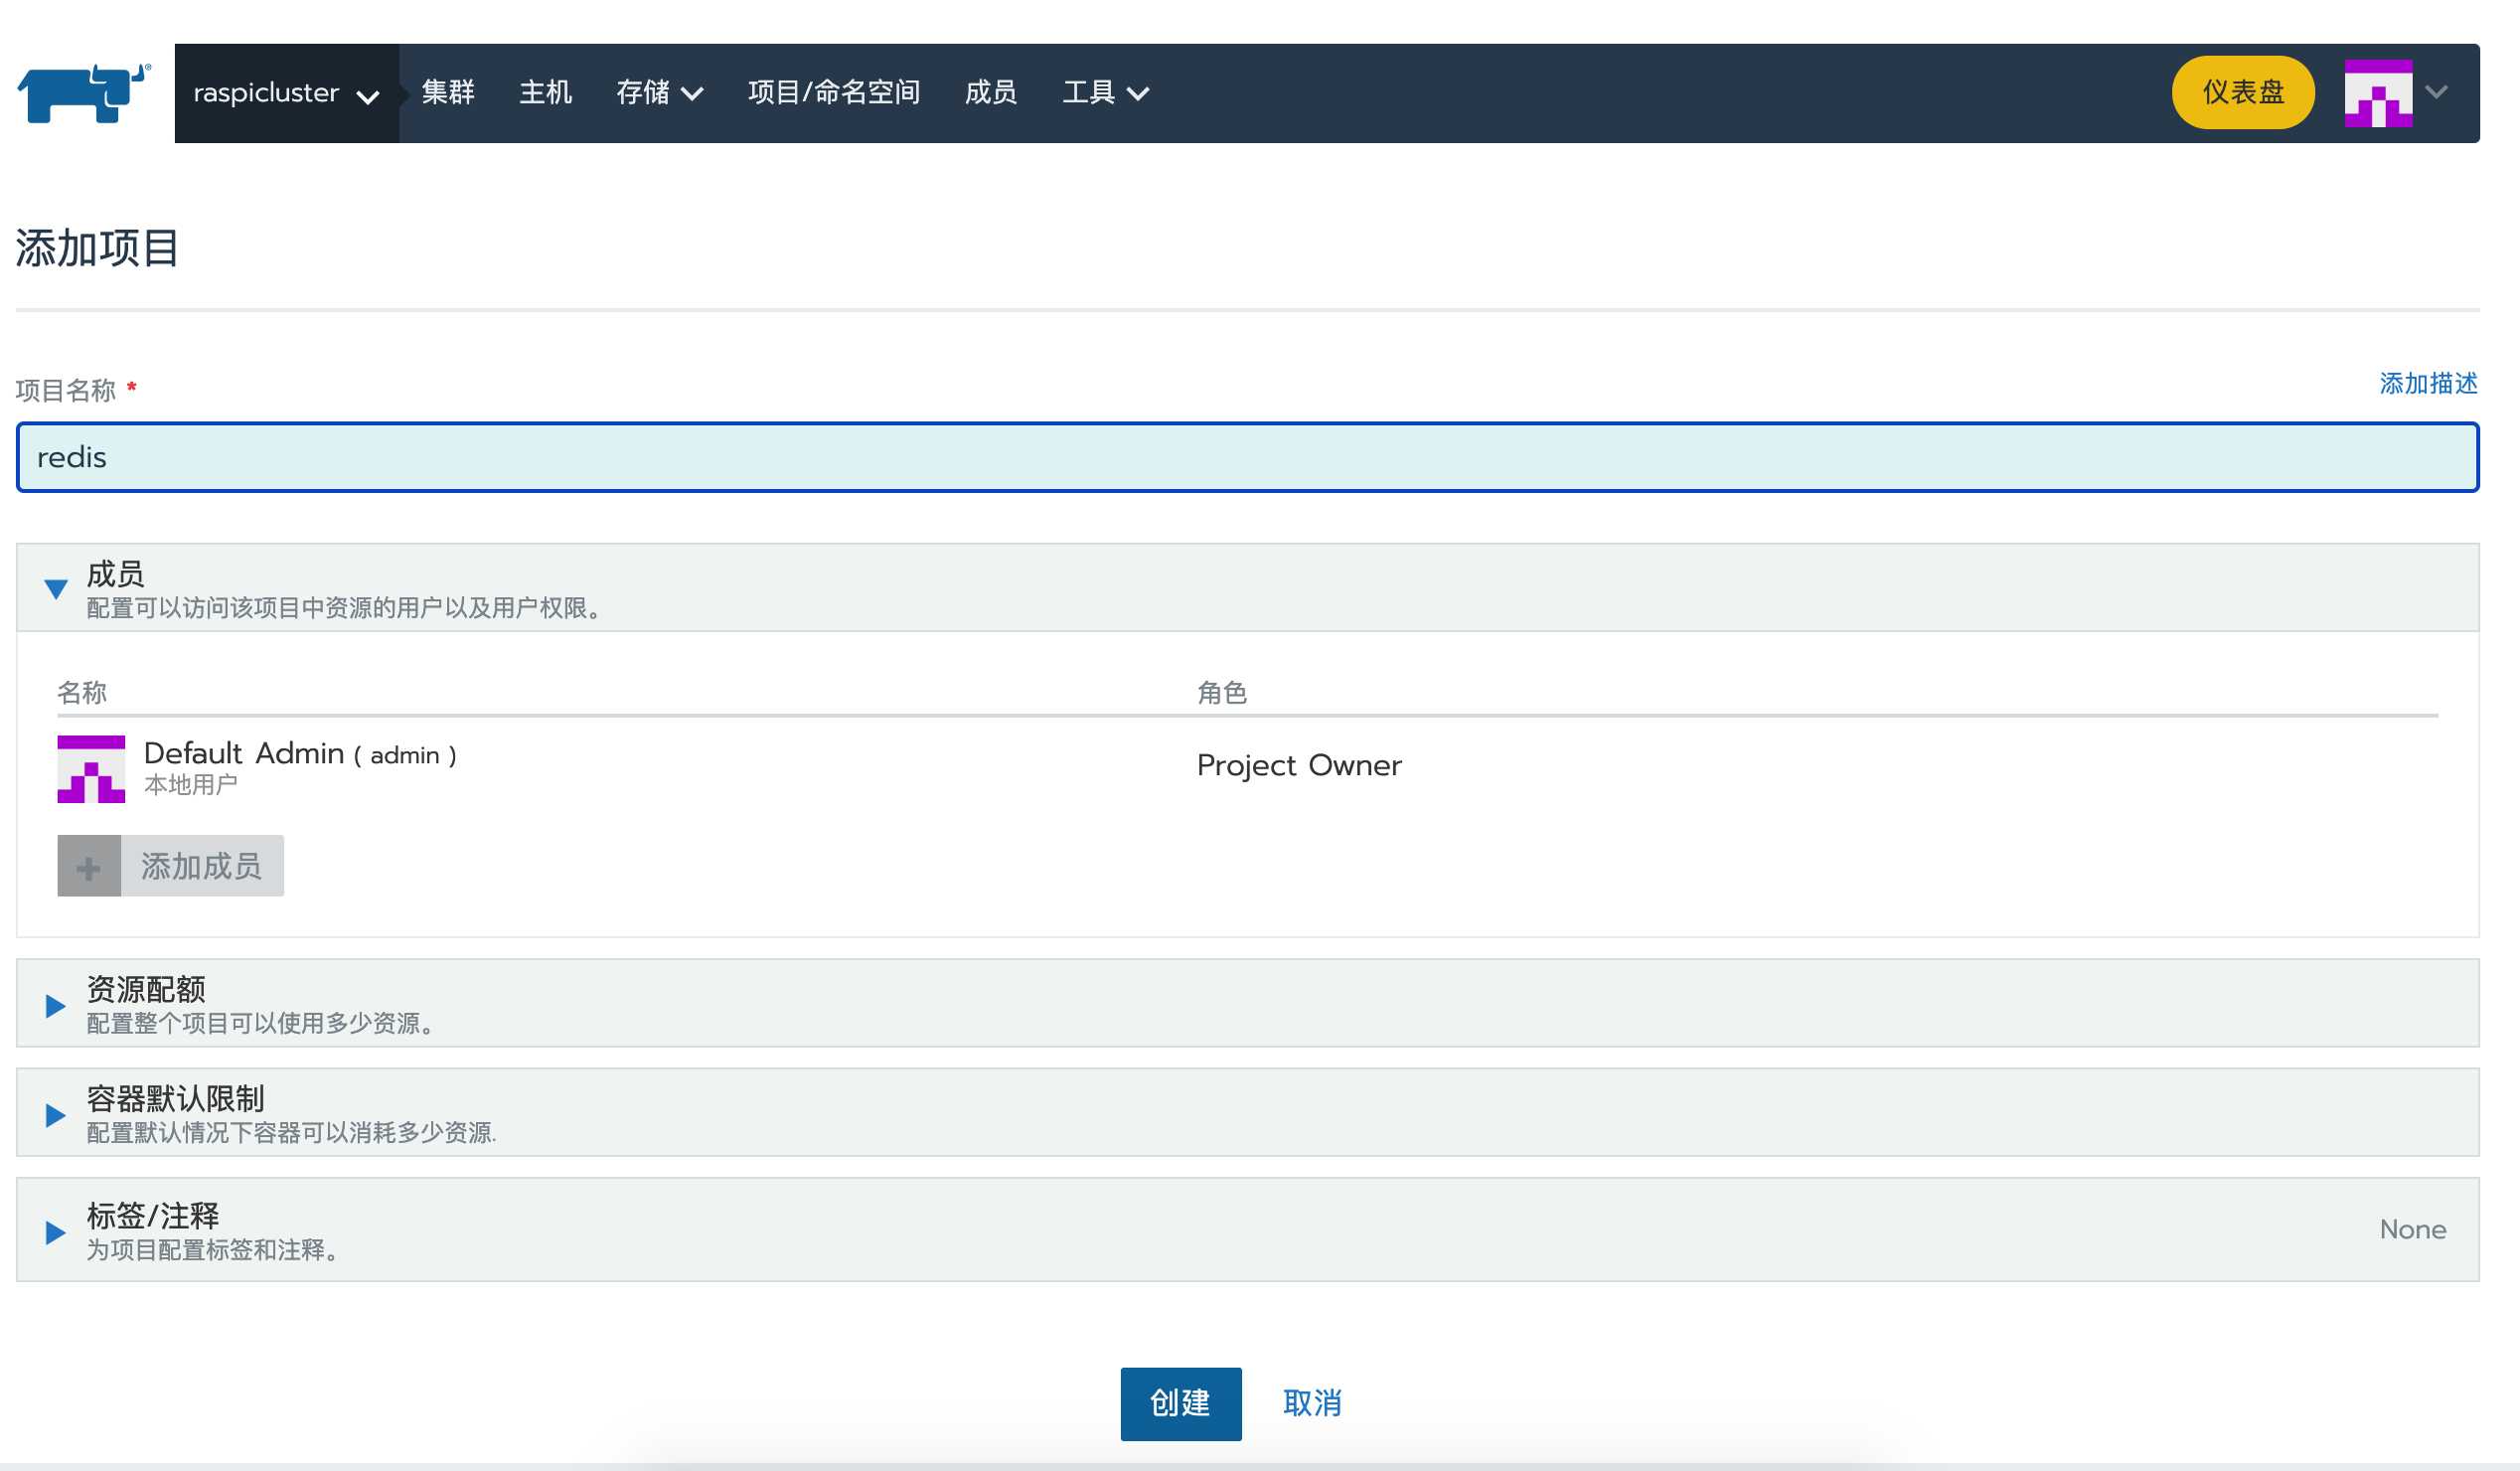 raspicluster 集群 主机 存储 项目/命名空间 成员 工具 仪表盘
添加项目
项目名称 * 添加描述
redis
成员
配置可以访问该项目中资源的用户以及用户权限。
名称 角色
Default Admin ( admin ) Project Owner
本地用户
+ 添加成员
资源配额
配置整个项目可以使用多少资源。
容器默认限制
配置默认情况下容器可以消耗多少资源.
标签/注释 None
为项目配置标签和注释。
创建 取消